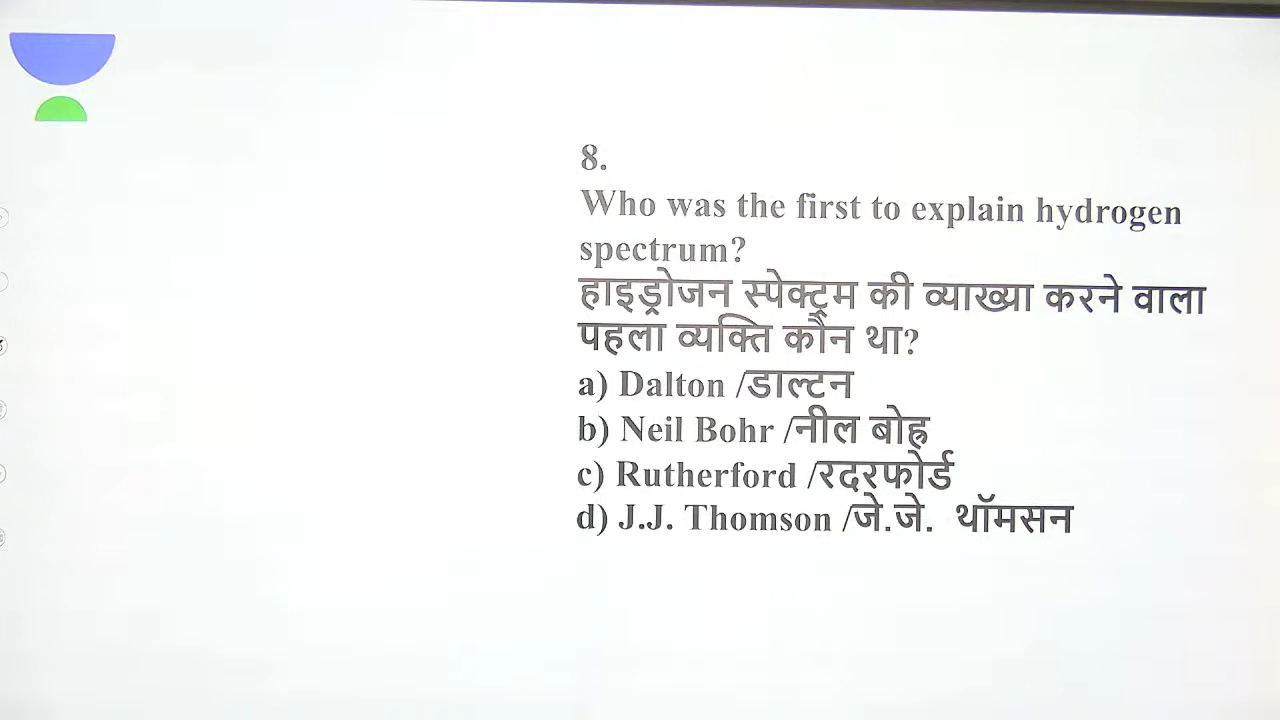 8.
Who was the first to explain hydrogen
spectrum?
हाइड्रोजन स्पेक्ट्रम की व्याख्या करने वाला
पहला व्यक्ति कौन था?
a) Dalton /डाल्टन
b) Neil Bohr /नील बोह्र
c) Rutherford /रदरफोर्ड
d) J.J. Thomson /जे.जे. थॉमसन